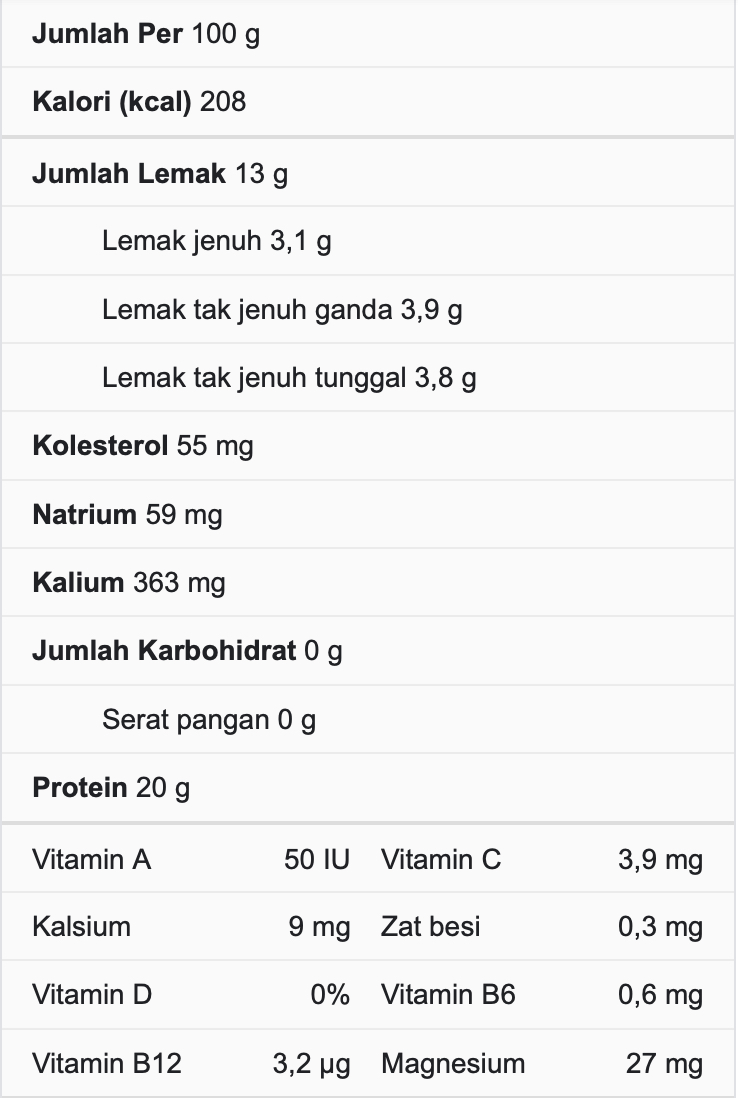 Jumlah Per 100 g
Kalori (kcal) 208
Jumlah Lemak 13 g
Lemak jenuh 3,1 g
Lemak tak jenuh ganda 3,9 g
Lemak tak jenuh tunggal 3,8 g
Kolesterol 55 mg
Natrium 59 mg
Kalium 363 mg
Jumlah Karbohidrat 0 g
Serat pangan 0 g
Protein 20 g
Vitamin A 50 IU Vitamin C 3,9 mg
Kalsium 9 mg Zat besi 0,3 mg
Vitamin D 0% Vitamin B6 0,6 mg
Vitamin B12 3,2 µg Magnesium 27 mg